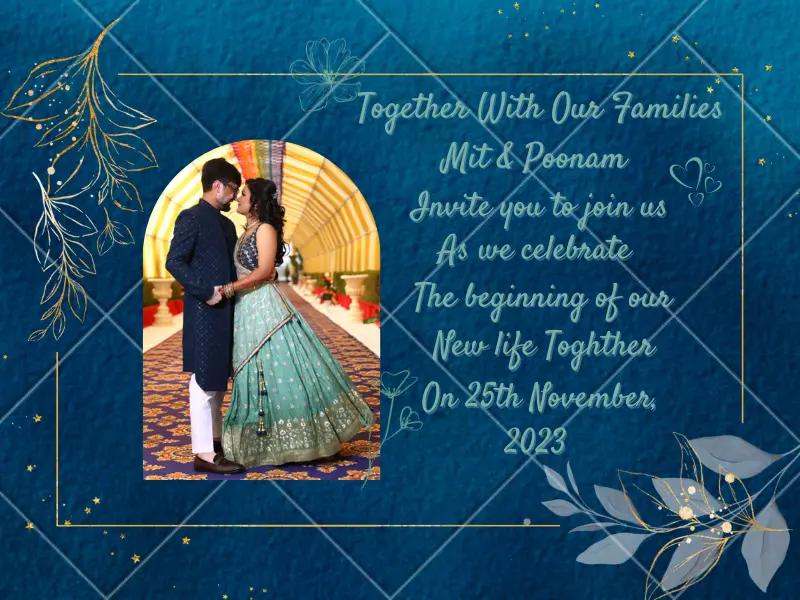 Together With Our Families
Mit & Poonam
Invite you to join us
As we celebrate
The beginning of our
New life Toghther
On 25th November,
2023